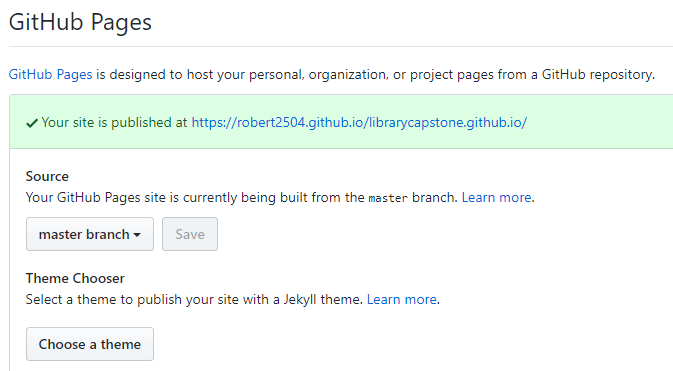 GitHub Pages
GitHub Pages is designed to host your personal, organization, or project pages from a GitHub repository.
Your site is published at https://robert2504.github.io/librarycapstone.github.io/
Source
Your GitHub Pages site is currently being built from the master branch. Learn more.
master branch Save
Theme Chooser
Select a theme to publish your site with a Jekyll theme. Learn more.
Choose a theme